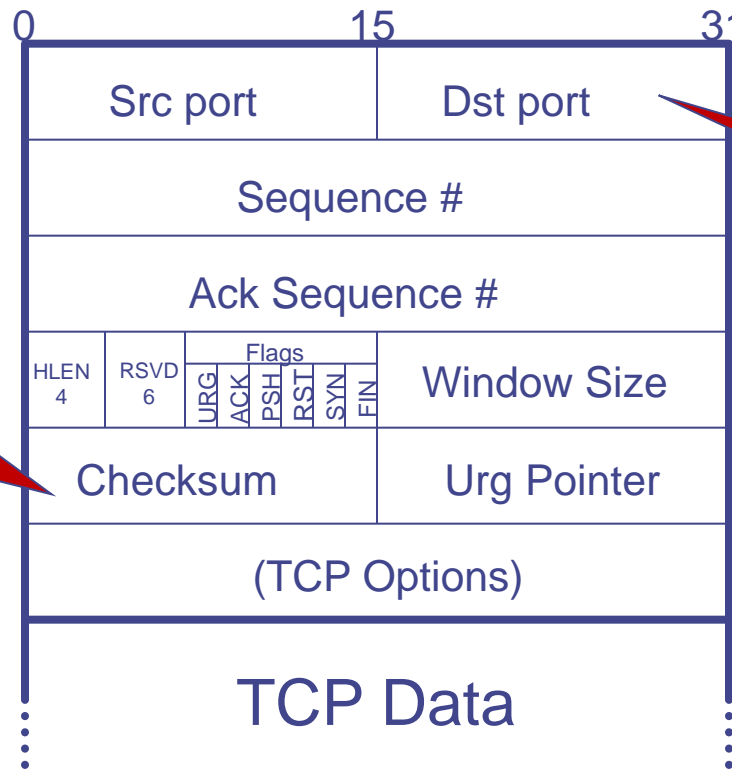 0 15 31
Src port Dst port
Sequence #
Ack Sequence #
HLEN
4
RSVD
6
Flags
URG ACK PSH RST SYN FIN
Window Size
Checksum Urg Pointer
(TCP Options)
TCP Data